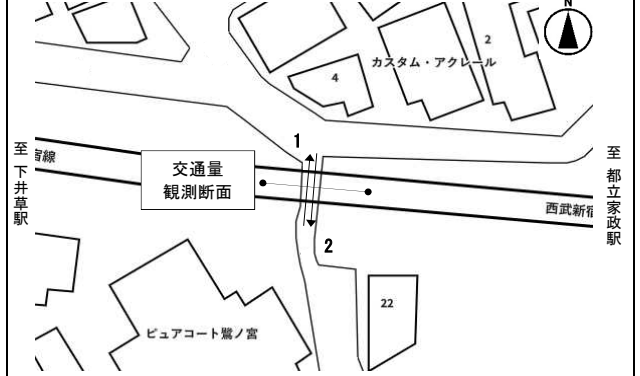 N
2
カスタム・アクレール
4
1
至 下井草駅
宿線
交通量
観測断面
至 都立家政駅
西武新宿
2
22
ピュアコート鷺ノ宮